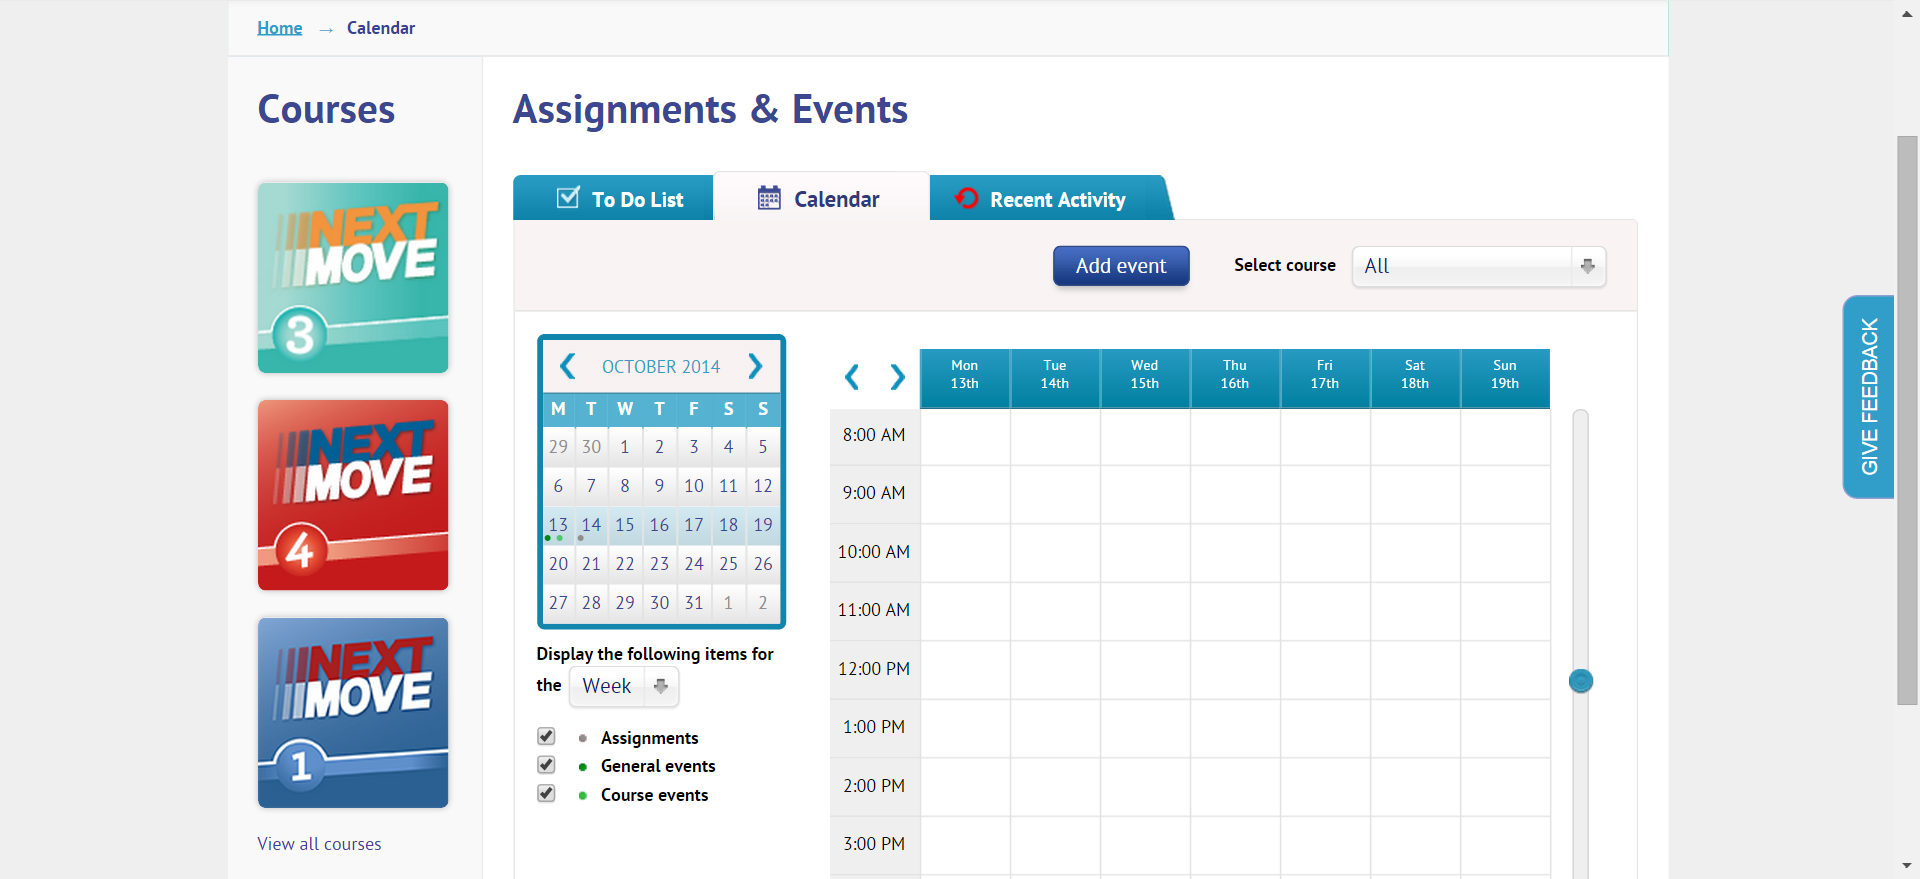 Home → Calendar
Courses
NEXT
MOVE
3
NEXT
MOVE
4
NEXT
MOVE
1
View all courses
Assignments & Events
To Do List
Calendar
Recent Activity
Add event
Select course
All
OCTOBER 2014
M T W T F S S
29 30 1 2 3 4 5
6 7 8 9 10 11 12
13 14 15 16 17 18 19
20 21 22 23 24 25 26
27 28 29 30 31 1 2
Display the following items for
the Week
Assignments
General events
Course events
Mon Tue Wed Thu Fri Sat Sun
13th 14th 15th 16th 17th 18th 19th
8:00 AM
9:00 AM
10:00 AM
11:00 AM
12:00 PM
1:00 PM
2:00 PM
3:00 PM
GIVE FEEDBACK